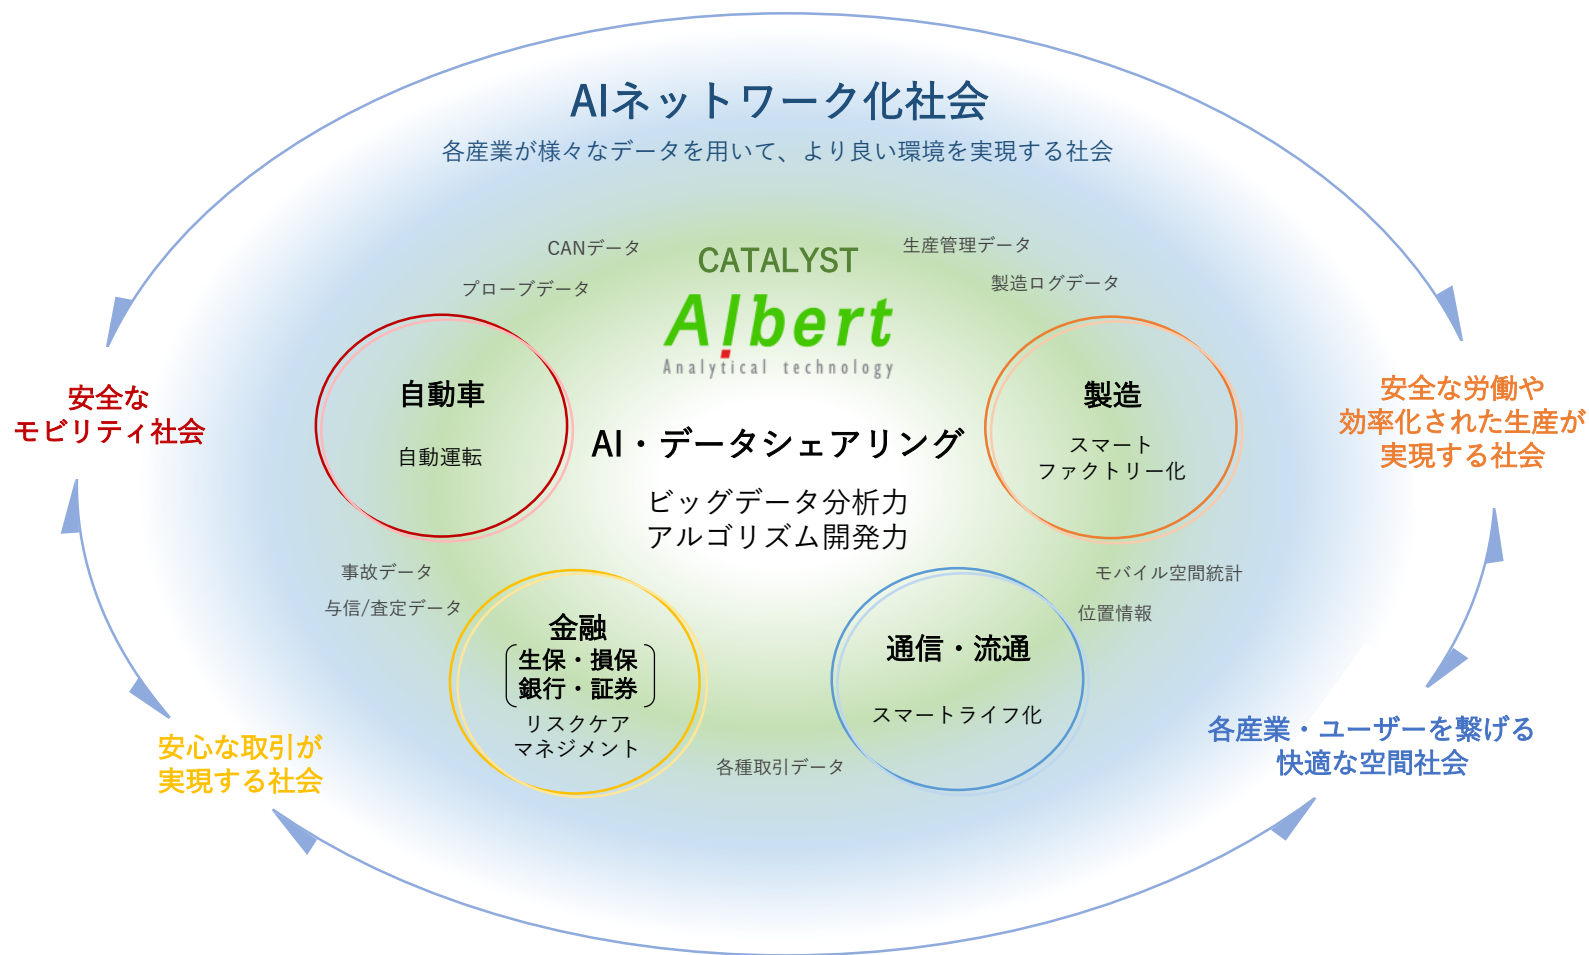 AIネットワーク化社会
各産業が様々なデータを用いて、より良い環境を実現する社会
CANデータ
プローブデータ
CATALYST
Albert
Analytical technology
生産管理データ
製造ログデータ
安全な
モビリティ社会
自動車
自動運転
AI・データシェアリング
ビッグデータ分析力
アルゴリズム開発力
製造
スマート
ファクトリー化
安全な労働や
効率化された生産が
実現する社会
事故データ
与信/査定データ
モバイル空間統計
位置情報
金融
生保・損保
銀行・証券
リスクケア
マネジメント
通信・流通
スマートライフ化
各種取引データ
安心な取引が
実現する社会
各産業・ユーザーを繋げる
快適な空間社会